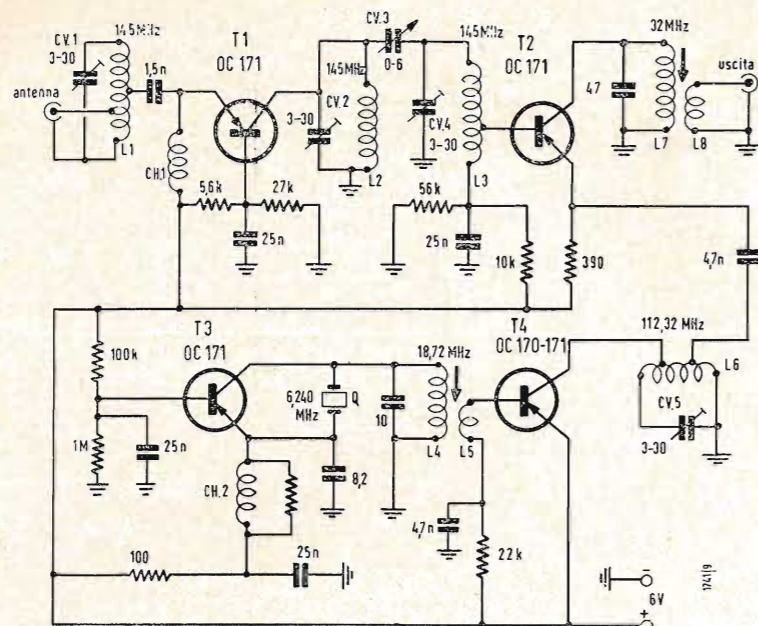 CV.1
3-30
145MHz
1,5n
antenna
L1
CH.1
T1
OC 171
5,6k
27k
25n
CV.3
0-6
145MHz
CV.2
3-30
L2
CV.4
3-30
145MHz
L3
56k
25n
10k
T2
OC 171
47
32MHz
L7
L8
uscita
390
4,7n
100k
1M
25n
T3
OC 171
6240
MHz
Q
CH.2
8,2
100
25n
10
18,72 MHz
L4
L5
4,7n
22k
T4
OC 170-171
112,32 MHz
L6
CV.5
3-30
−
6V
+
1741/9